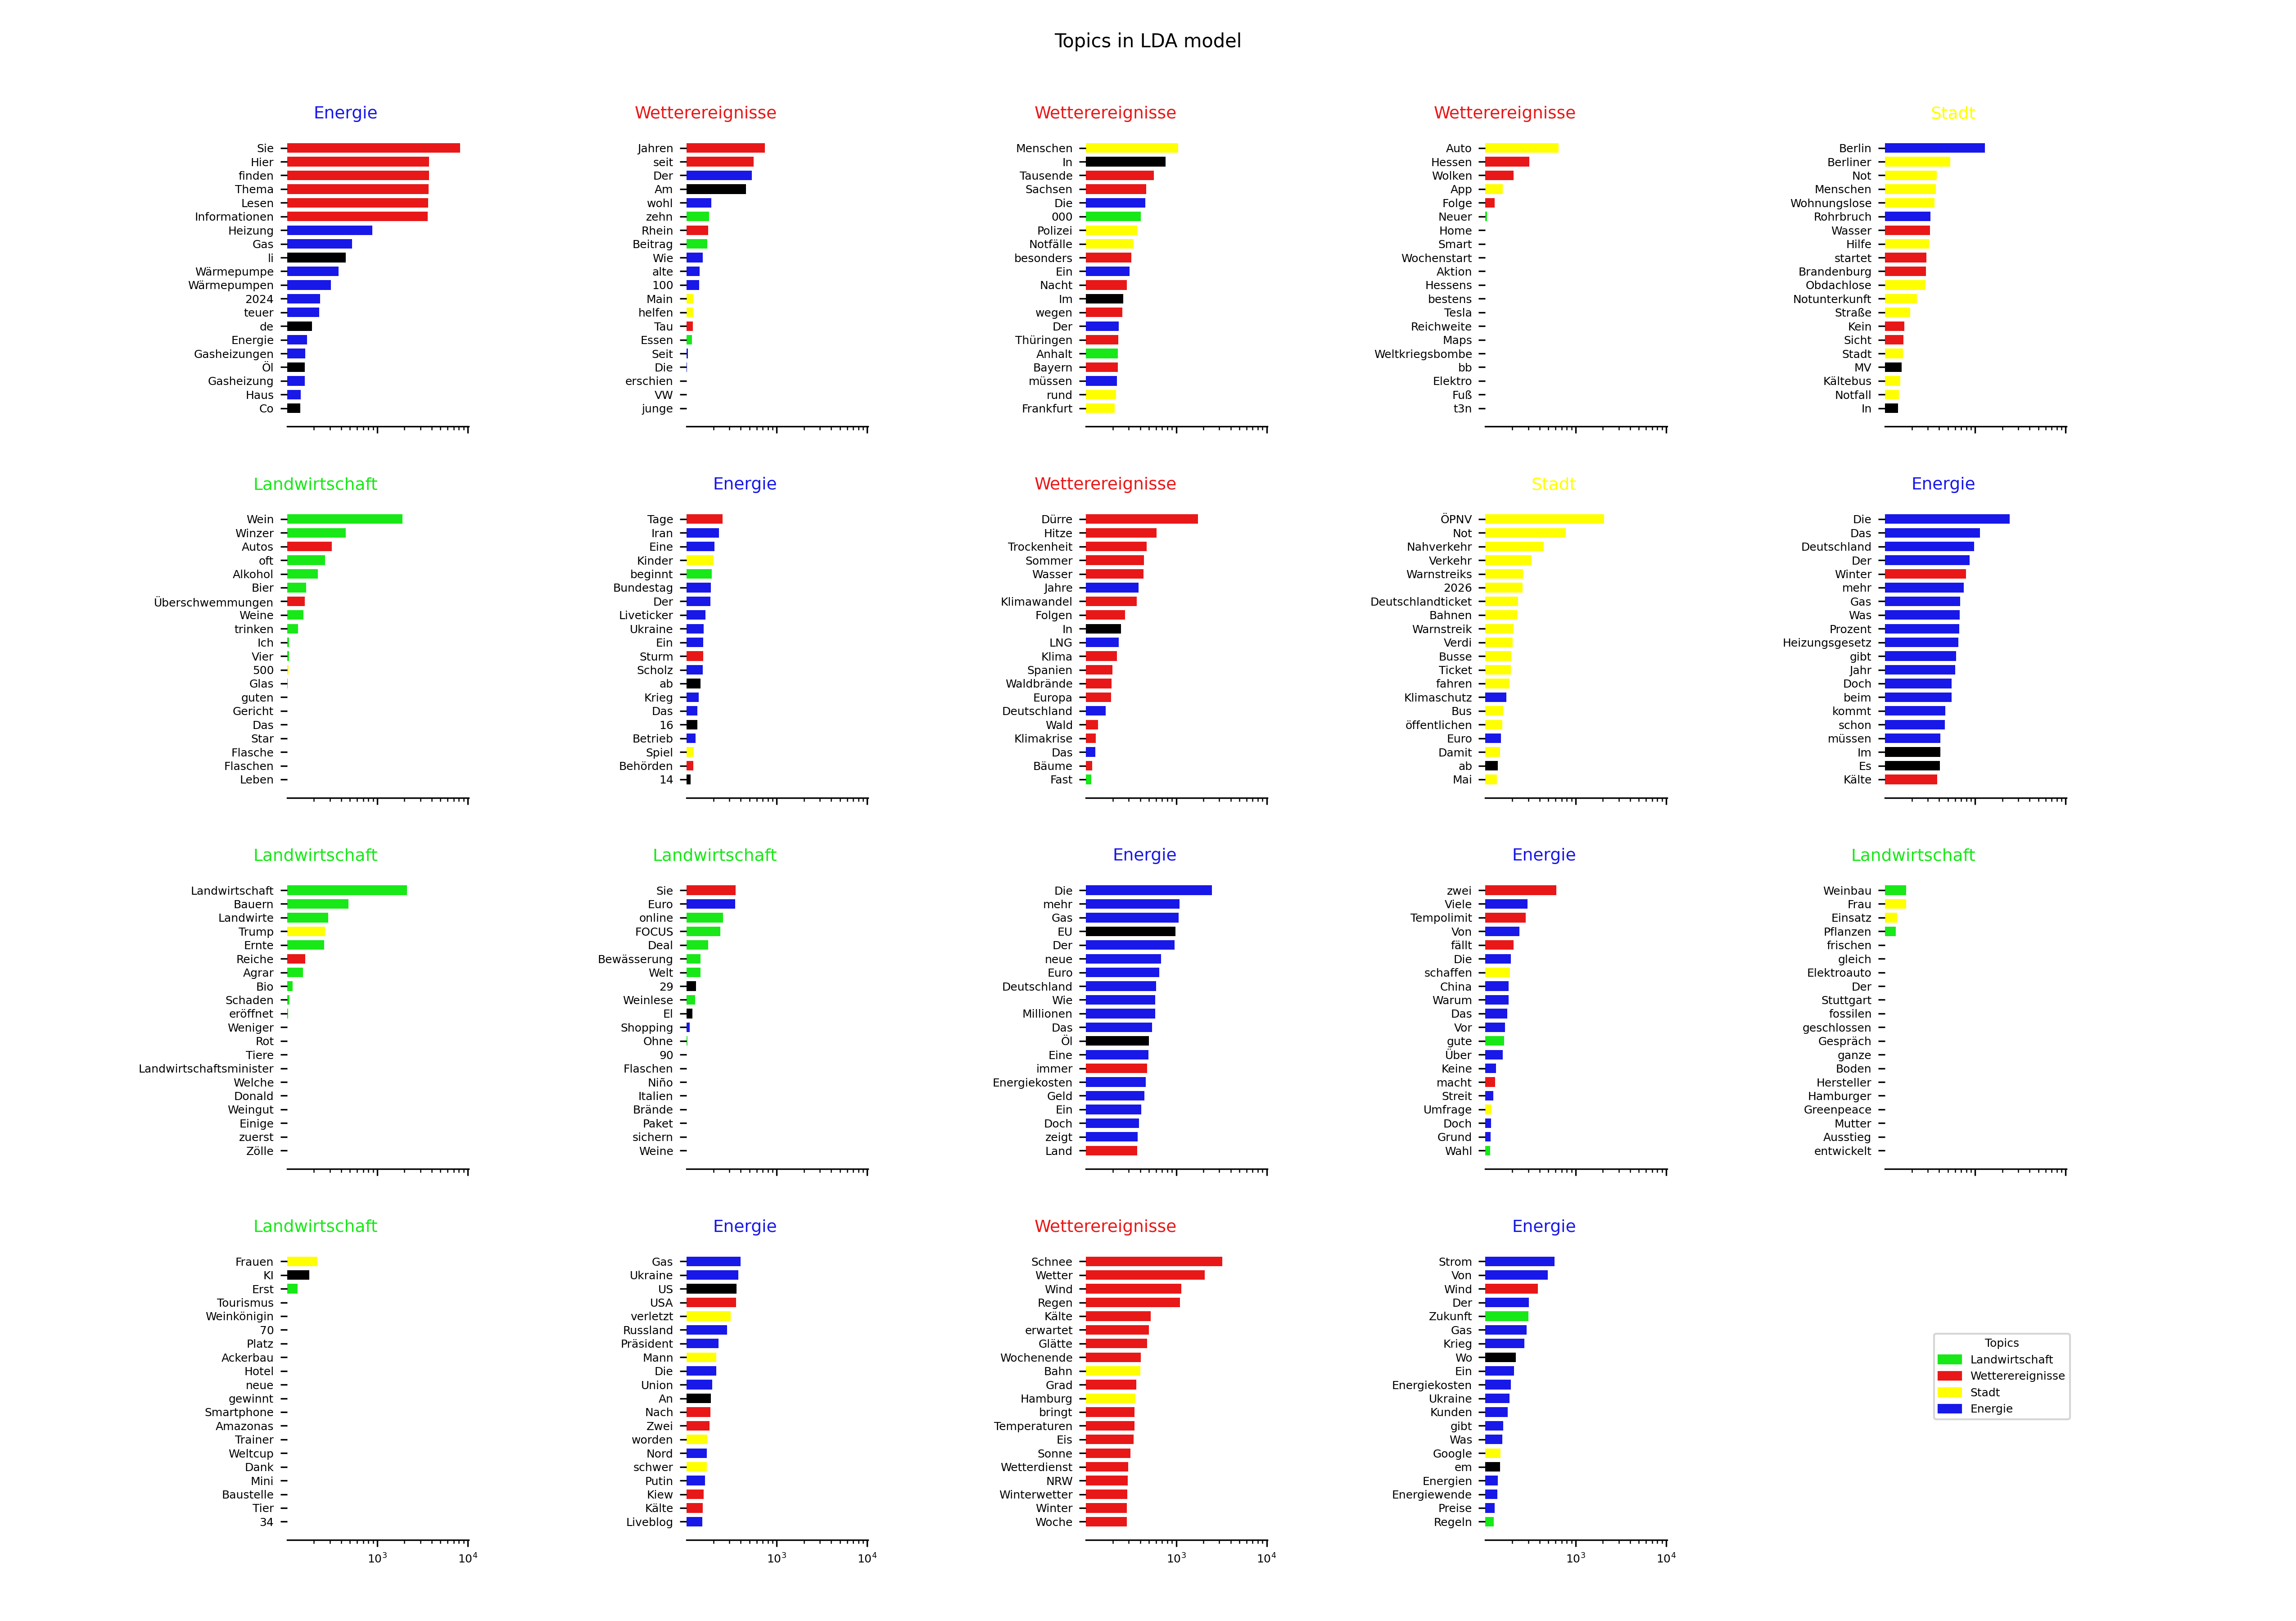 Topics in LDA model
Energie
Sie
Hier
finden
Thema
Lesen
Informationen
Heizung
Gas
li
Wärmepumpe
Wärmepumpen
2024
teuer
de
Energie
Gasheizungen
Öl
Gasheizung
Haus
Co
Wetterereignisse
Jahren
seit
Der
Am
wohl
zehn
Rhein
Beitrag
Wie
alte
100
Main
helfen
Tau
Essen
Seit
Die
erschien
VW
junge
Wetterereignisse
Menschen
In
Tausende
Sachsen
Die
000
Polizei
Notfälle
besonders
Ein
Nacht
Im
wegen
Der
Thüringen
Anhalt
Bayern
müssen
rund
Frankfurt
Wetterereignisse
Auto
Hessen
Wolken
App
Folge
Neuer
Home
Smart
Wochenstart
Aktion
Hessens
bestens
Tesla
Reichweite
Maps
Weltkriegsbombe
bb
Elektro
Fuß
t3n
Stadt
Berlin
Berliner
Not
Menschen
Wohnungslose
Rohrbruch
Wasser
Hilfe
startet
Brandenburg
Obdachlose
Notunterkunft
Straße
Kein
Sicht
Stadt
MV
Kältebus
Notfall
In
Landwirtschaft
Wein
Winzer
Autos
oft
Alkohol
Bier
Überschwemmungen
Weine
trinken
Ich
Vier
500
Glas
guten
Gericht
Das
Star
Flasche
Flaschen
Leben
Energie
Tage
Iran
Eine
Kinder
beginnt
Bundestag
Der
Liveticker
Ukraine
Ein
Sturm
Scholz
ab
Krieg
Das
16
Betrieb
Spiel
Behörden
14
Wetterereignisse
Dürre
Hitze
Trockenheit
Sommer
Wasser
Jahre
Klimawandel
Folgen
In
LNG
Klima
Spanien
Waldbrände
Europa
Deutschland
Wald
Klimakrise
Das
Bäume
Fast
Stadt
ÖPNV
Not
Nahverkehr
Verkehr
Warnstreiks
2026
Deutschlandticket
Bahnen
Warnstreik
Verdi
Busse
Ticket
fahren
Klimaschutz
Bus
öffentlichen
Euro
Damit
ab
Mai
Energie
Die
Das
Deutschland
Der
Winter
mehr
Gas
Was
Prozent
Heizungsgesetz
gibt
Jahr
Doch
beim
kommt
schon
müssen
Im
Es
Kälte
Landwirtschaft
Landwirtschaft
Bauern
Landwirte
Trump
Ernte
Reiche
Agrar
Bio
Schaden
eröffnet
Weniger
Rot
Tiere
Landwirtschaftsminister
Welche
Donald
Weingut
Einige
zuerst
Zölle
Landwirtschaft
Sie
Euro
online
FOCUS
Deal
Bewässerung
Welt
29
Weinlese
El
Shopping
Ohne
90
Flaschen
Niño
Italien
Brände
Paket
sichern
Weine
Energie
Die
mehr
Gas
EU
Der
neue
Euro
Deutschland
Wie
Millionen
Das
Öl
Eine
immer
Energiekosten
Geld
Ein
Doch
zeigt
Land
Energie
zwei
Viele
Tempolimit
Von
fällt
Die
schaffen
China
Warum
Das
Vor
gute
Über
Keine
macht
Streit
Umfrage
Doch
Grund
Wahl
Landwirtschaft
Weinbau
Frau
Einsatz
Pflanzen
frischen
gleich
Elektroauto
Der
Stuttgart
fossilen
geschlossen
Gespräch
ganze
Boden
Hersteller
Hamburger
Greenpeace
Mutter
Ausstieg
entwickelt
Landwirtschaft
Frauen
KI
Erst
Tourismus
Weinkönigin
70
Platz
Ackerbau
Hotel
neue
gewinnt
Smartphone
Amazonas
Trainer
Weltcup
Dank
Mini
Baustelle
Tier
34
10³ 10⁴
Energie
Gas
Ukraine
US
USA
verletzt
Russland
Präsident
Mann
Die
Union
An
Nach
Zwei
worden
Nord
schwer
Putin
Kiew
Kälte
Liveblog
10³ 10⁴
Wetterereignisse
Schnee
Wetter
Wind
Regen
Kälte
erwartet
Glätte
Wochenende
Bahn
Grad
Hamburg
bringt
Temperaturen
Eis
Sonne
Wetterdienst
NRW
Winterwetter
Winter
Woche
10³ 10⁴
Energie
Strom
Von
Wind
Der
Zukunft
Gas
Krieg
Wo
Ein
Energiekosten
Ukraine
Kunden
gibt
Was
Google
em
Energien
Energiewende
Preise
Regeln
10³ 10⁴
Topics
Landwirtschaft
Wetterereignisse
Stadt
Energie